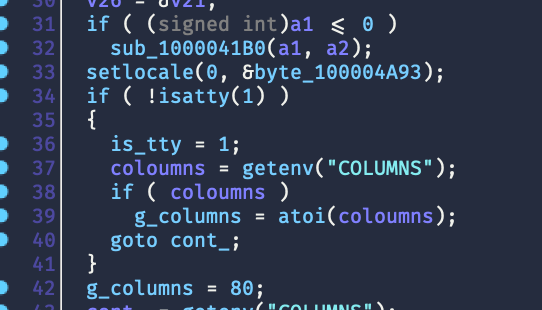 30 v20 = &v21;
31 if ( (signed int)a1 <= 0 )
32 sub_1000041B0(a1, a2);
33 setlocale(0, &byte_100004A93);
34 if ( !isatty(1) )
35 {
36 is_tty = 1;
37 coloumns = getenv("COLUMNS");
38 if ( coloumns )
39 g_columns = atoi(coloumns);
40 goto cont_;
41 }
42 g_columns = 80;